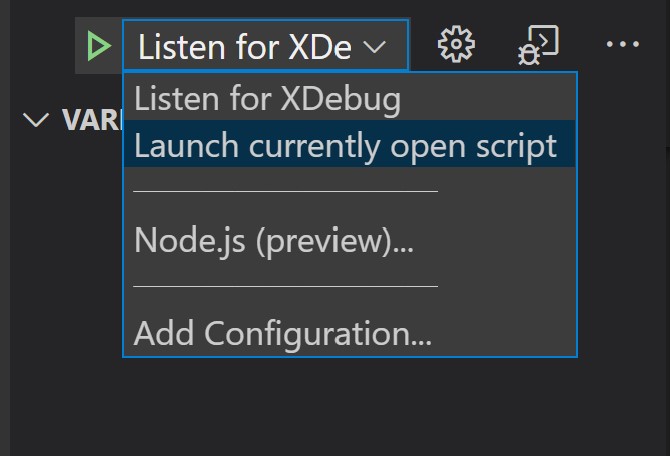 Listen for XDe
Listen for XDebug
VARI
Launch currently open script
Node.js (preview)...
Add Configuration...